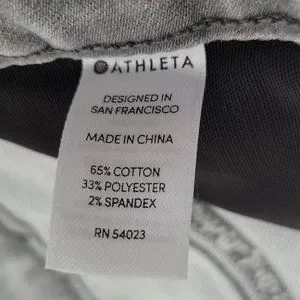 ATHLETA
DESIGNED IN
SAN FRANCISCO
MADE IN CHINA
65% COTTON
33% POLYESTER
2% SPANDEX
RN 54023